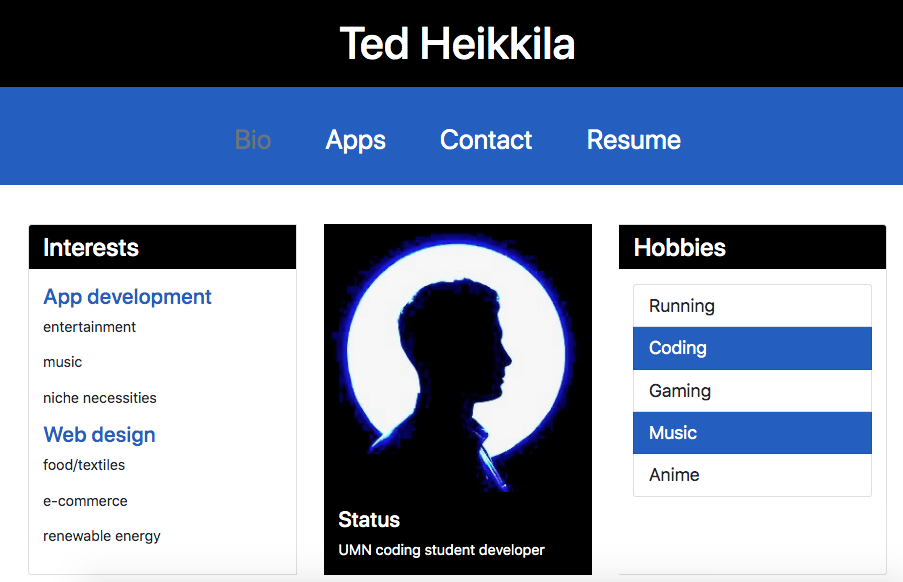 Ted Heikkila
Bio Apps Contact Resume
Interests
App development
entertainment
music
niche necessities
Web design
food/textiles
e-commerce
renewable energy
Status
UMN coding student developer
Hobbies
Running
Coding
Gaming
Music
Anime